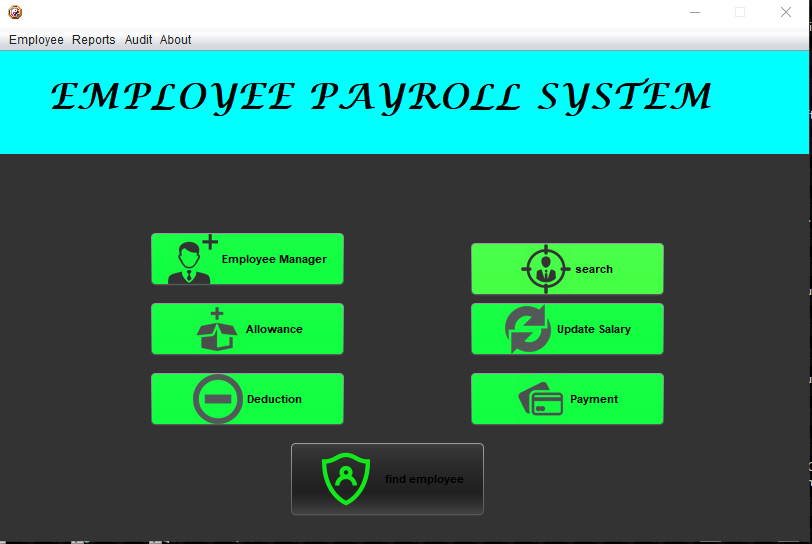 Employee Reports Audit About
EMPLOYEE PAYROLL SYSTEM
Employee Manager
search
Allowance
Update Salary
Deduction
Payment
find employee